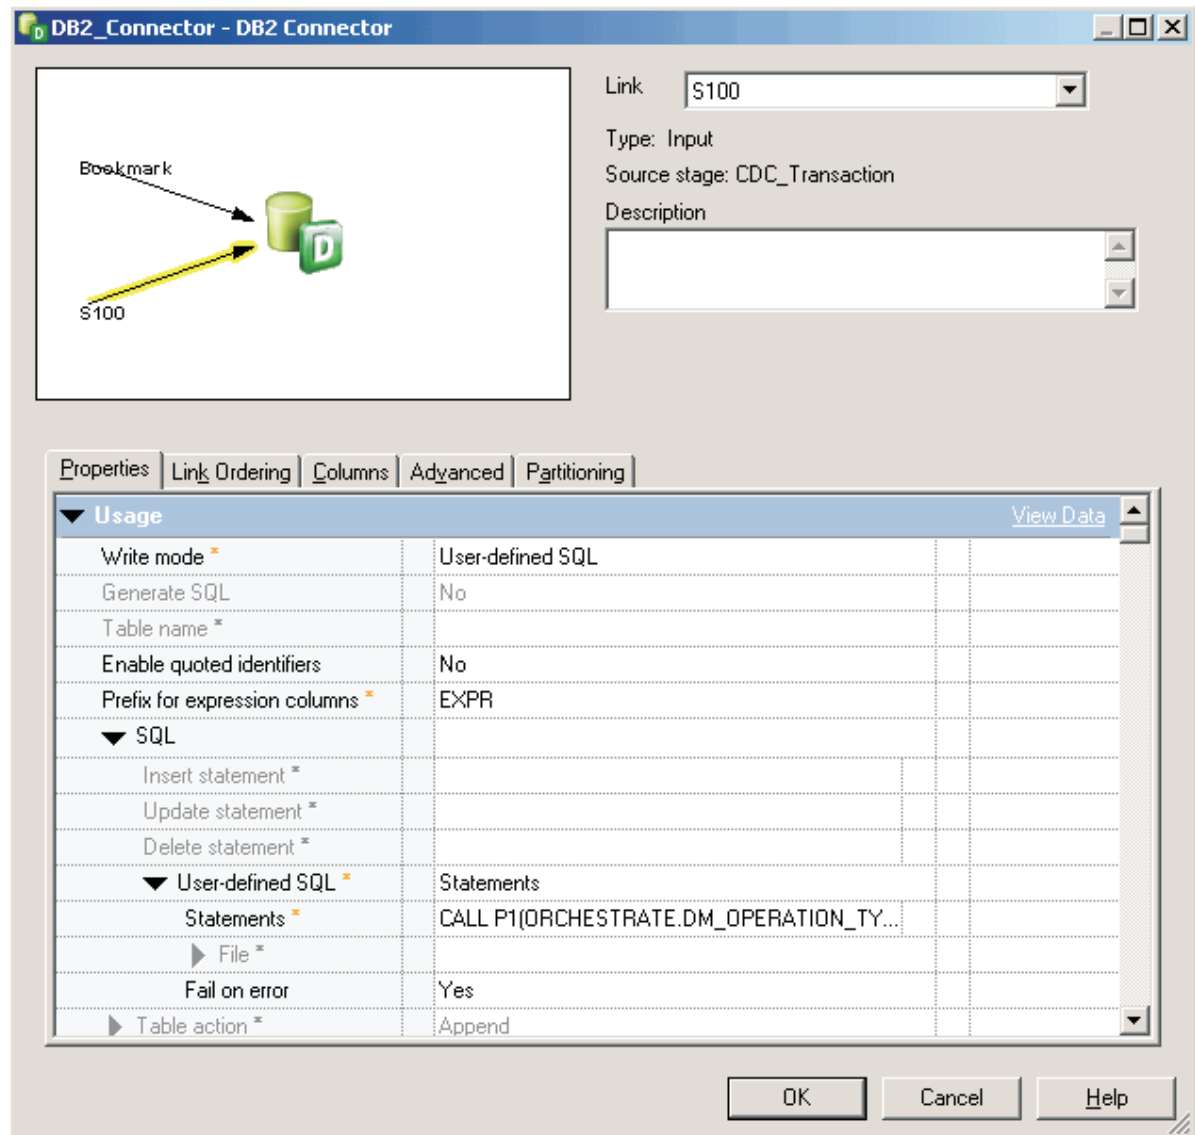 DB2_Connector - DB2 Connector
Bookmark
S100
Link S100
Type: Input
Source stage: CDC_Transaction
Description
Properties Link Ordering Columns Advanced Partitioning
Usage View Data
Write mode * User-defined SQL
Generate SQL No
Table name *
Enable quoted identifiers No
Prefix for expression columns * EXPR
SQL
Insert statement *
Update statement *
Delete statement *
User-defined SQL * Statements
Statements * CALL P1(ORCHESTRATE.DM_OPERATION_TY...
File *
Fail on error Yes
Table action * Append
OK Cancel Help